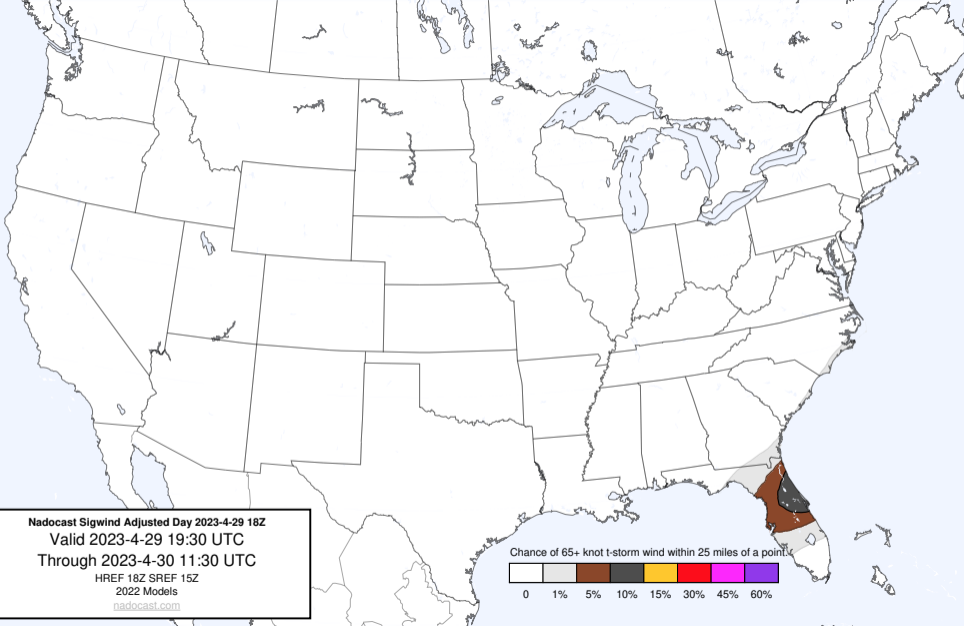 Nadocast Sigwind Adjusted Day 2023-4-29 18Z
Valid 2023-4-29 19:30 UTC
Through 2023-4-30 11:30 UTC
HREF 18Z SREF 15Z
2022 Models
nadocast.com
Chance of 65+ knot t-storm wind within 25 miles of a point.
0 1% 5% 10% 15% 30% 45% 60%